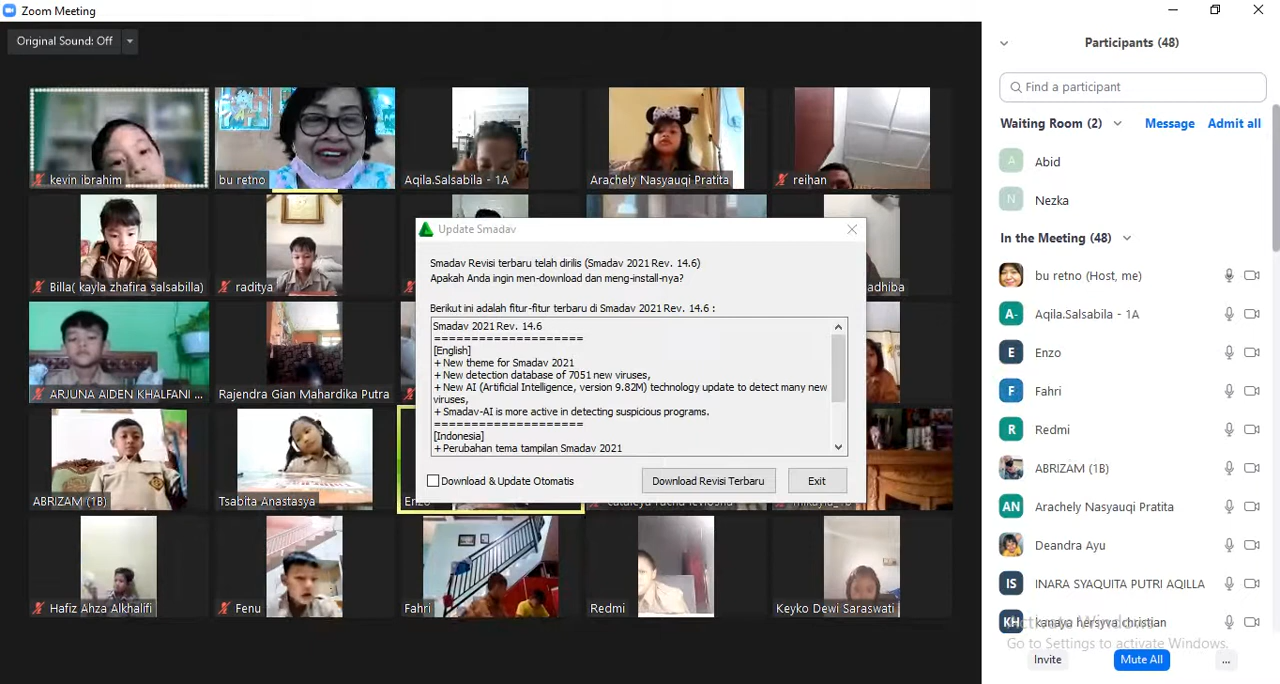 Zoom Meeting
Original Sound: Off
kevin ibrahim
bu retno
Aqila.Salsabila - 1A
Arachely Nasyauqi Pratita
reihan
Billa( kayla zhafira salsabilla)
raditya
adhiba
ARJUNA AIDEN KHALFANI ...
Rajendra Gian Mahardika Putra
ABRIZAM (1B)
Tsabita Anastasya
Enzo
Hafiz Ahza Alkhalifi
Fenu
Fahri
Redmi
Keyko Dewi Saraswati
Update Smadav
Smadav Revisi terbaru telah dirilis (Smadav 2021 Rev. 14.6)
Apakah Anda ingin men-download dan meng-install-nya?
Berikut ini adalah fitur-fitur terbaru di Smadav 2021 Rev. 14.6 :
Smadav 2021 Rev. 14.6
====================
[English]
+ New theme for Smadav 2021
+ New detection database of 7051 new viruses,
+ New AI (Artificial Intelligence, version 9.82M) technology update to detect many new
viruses,
+ Smadav-AI is more active in detecting suspicious programs.
====================
[Indonesia]
+ Perubahan tema tampilan Smadav 2021
Download & Update Otomatis
Download Revisi Terbaru
Exit
Participants (48)
Find a participant
Waiting Room (2)
Message
Admit all
A Abid
N Nezka
In the Meeting (48)
bu retno (Host, me)
A- Aqila.Salsabila - 1A
E Enzo
F Fahri
R Redmi
ABRIZAM (1B)
AN Arachely Nasyauqi Pratita
Deandra Ayu
IS INARA SYAQUITA PUTRI AQILLA
KH kanaya hersyva christian
Activate Windows
Go to Settings to activate Windows.
Invite
Mute All
...